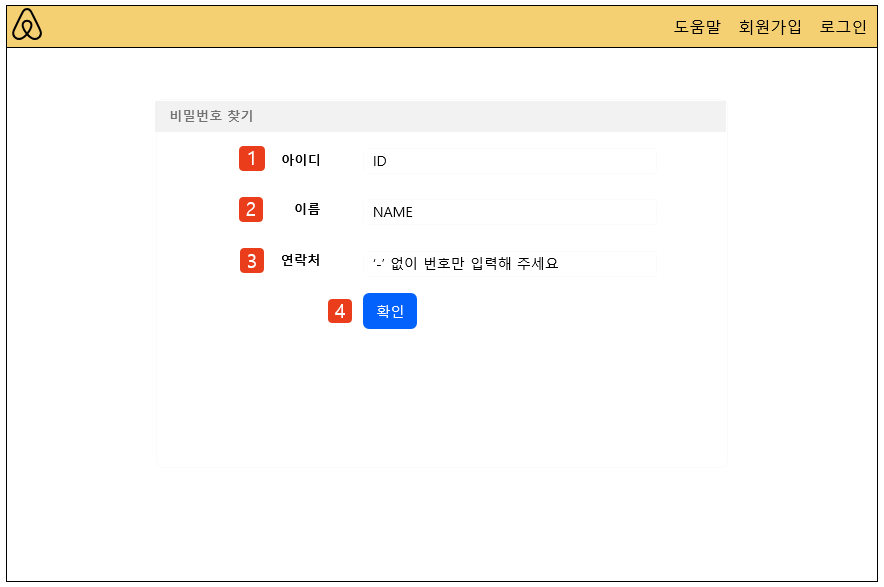 도움말 회원가입 로그인
비밀번호 찾기
1 아이디 ID
2 이름 NAME
3 연락처 ‘-’ 없이 번호만 입력해 주세요
4 확인